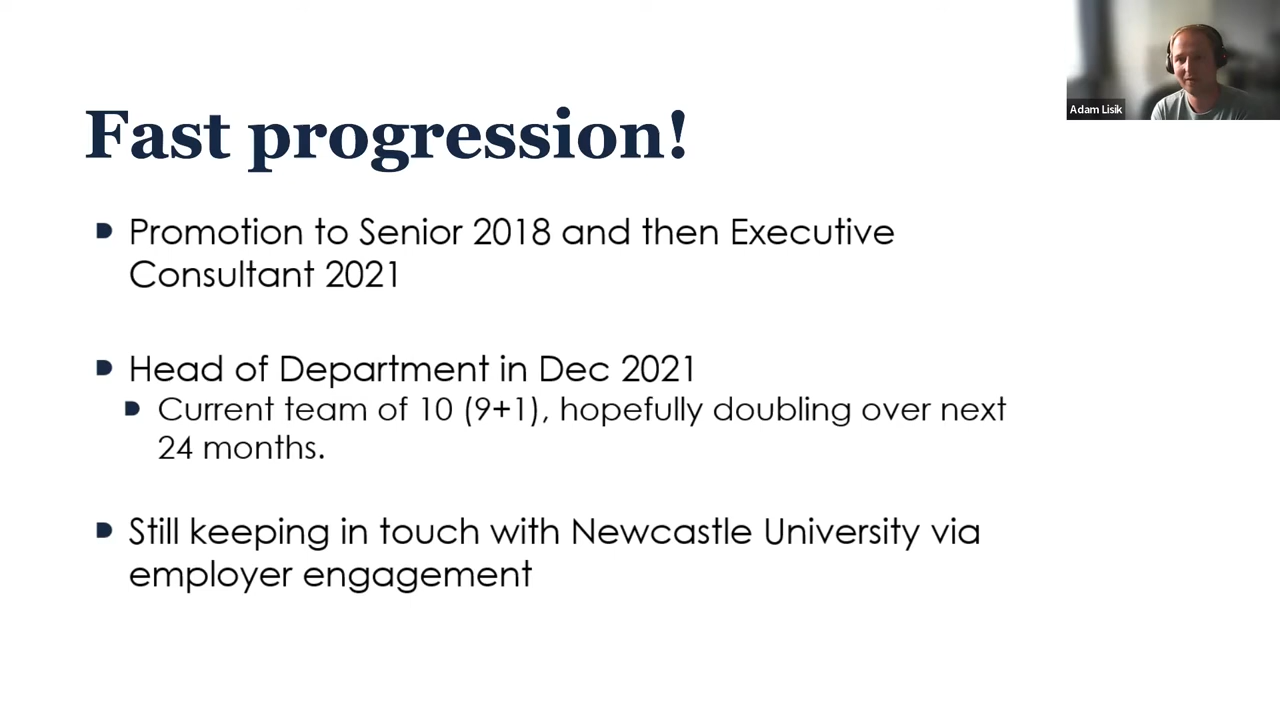 Adam Lisik
Fast progression!
Promotion to Senior 2018 and then Executive
Consultant 2021
Head of Department in Dec 2021
Current team of 10 (9+1), hopefully doubling over next
24 months.
Still keeping in touch with Newcastle University via
employer engagement